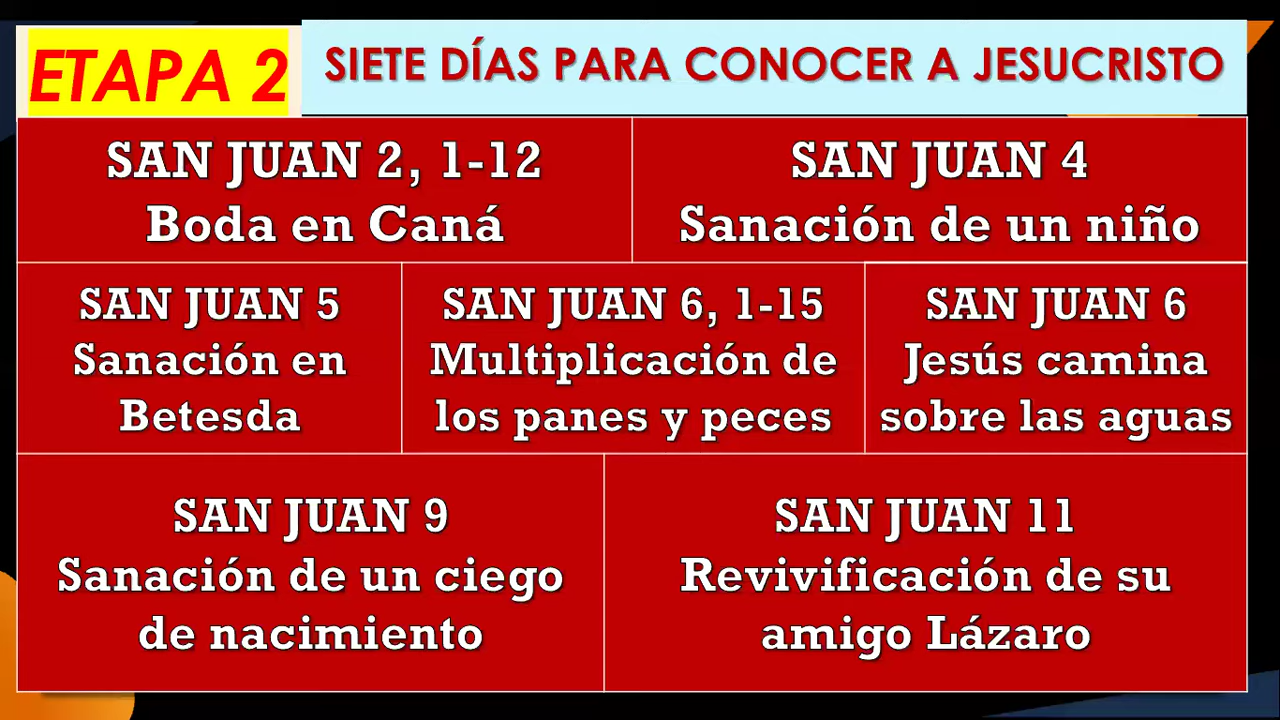 ETAPA 2
SIETE DÍAS PARA CONOCER A JESUCRISTO
SAN JUAN 2, 1-12
Boda en Caná
SAN JUAN 4
Sanación de un niño
SAN JUAN 5
Sanación en
Betesda
SAN JUAN 6, 1-15
Multiplicación de
los panes y peces
SAN JUAN 6
Jesús camina
sobre las aguas
SAN JUAN 9
Sanación de un ciego
de nacimiento
SAN JUAN 11
Revivificación de su
amigo Lázaro